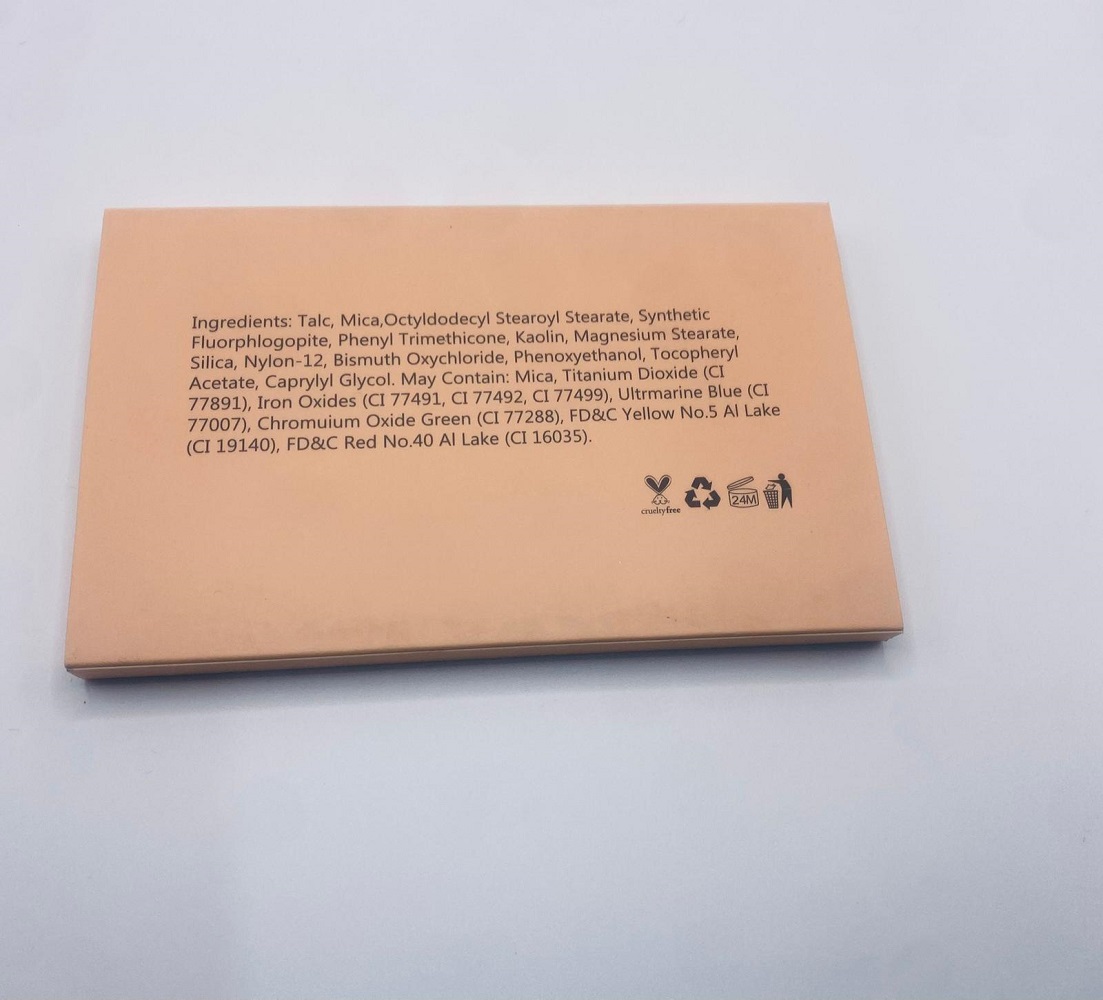 Ingredients: Talc, Mica,Octyldodecyl Stearoyl Stearate, Synthetic
Fluorphlogopite, Phenyl Trimethicone, Kaolin, Magnesium Stearate,
Silica, Nylon-12, Bismuth Oxychloride, Phenoxyethanol, Tocopheryl
Acetate, Caprylyl Glycol. May Contain: Mica, Titanium Dioxide (CI
77891), Iron Oxides (CI 77491, CI 77492, CI 77499), Ultrmarine Blue (CI
77007), Chromuium Oxide Green (CI 77288), FD&C Yellow No.5 Al Lake
(CI 19140), FD&C Red No.40 Al Lake (CI 16035).
crueltyfree
24M